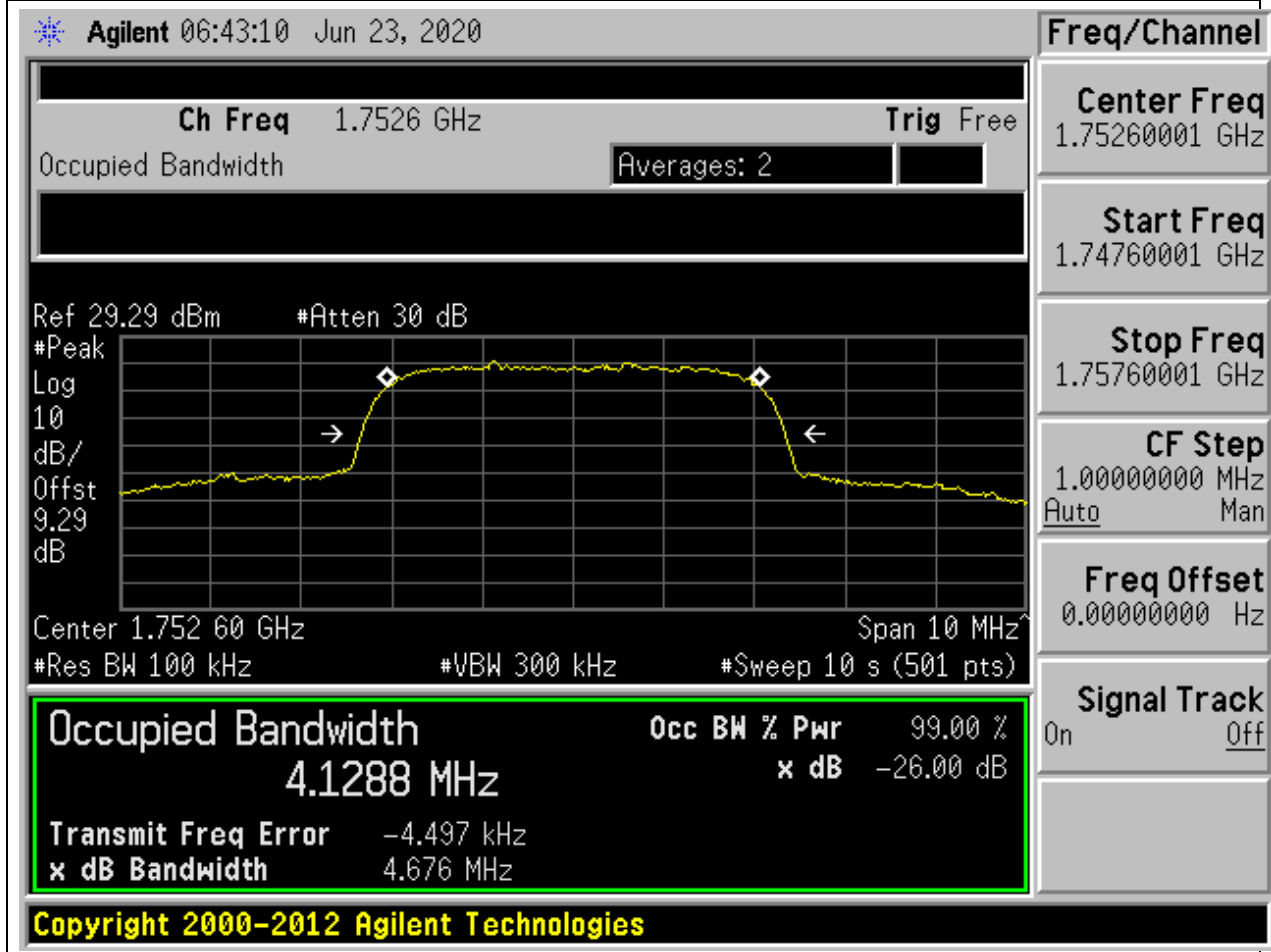 Agilent 06:43:10 Jun 23, 2020
Ch Freq 1.7526 GHz Trig Free
Occupied Bandwidth Averages: 2
Ref 29.29 dBm #Atten 30 dB
#Peak
Log
10
dB/
Offst
9.29
dB
Center 1.752 60 GHz Span 10 MHz^
#Res BW 100 kHz #VBW 300 kHz #Sweep 10 s (501 pts)
Occupied Bandwidth Occ BW % Pwr 99.00 %
4.1288 MHz x dB -26.00 dB
Transmit Freq Error -4.497 kHz
x dB Bandwidth 4.676 MHz
Copyright 2000-2012 Agilent Technologies
Freq/Channel
Center Freq
1.75260001 GHz
Start Freq
1.74760001 GHz
Stop Freq
1.75760001 GHz
CF Step
1.00000000 MHz
Auto Man
Freq Offset
0.00000000 Hz
Signal Track
On Off